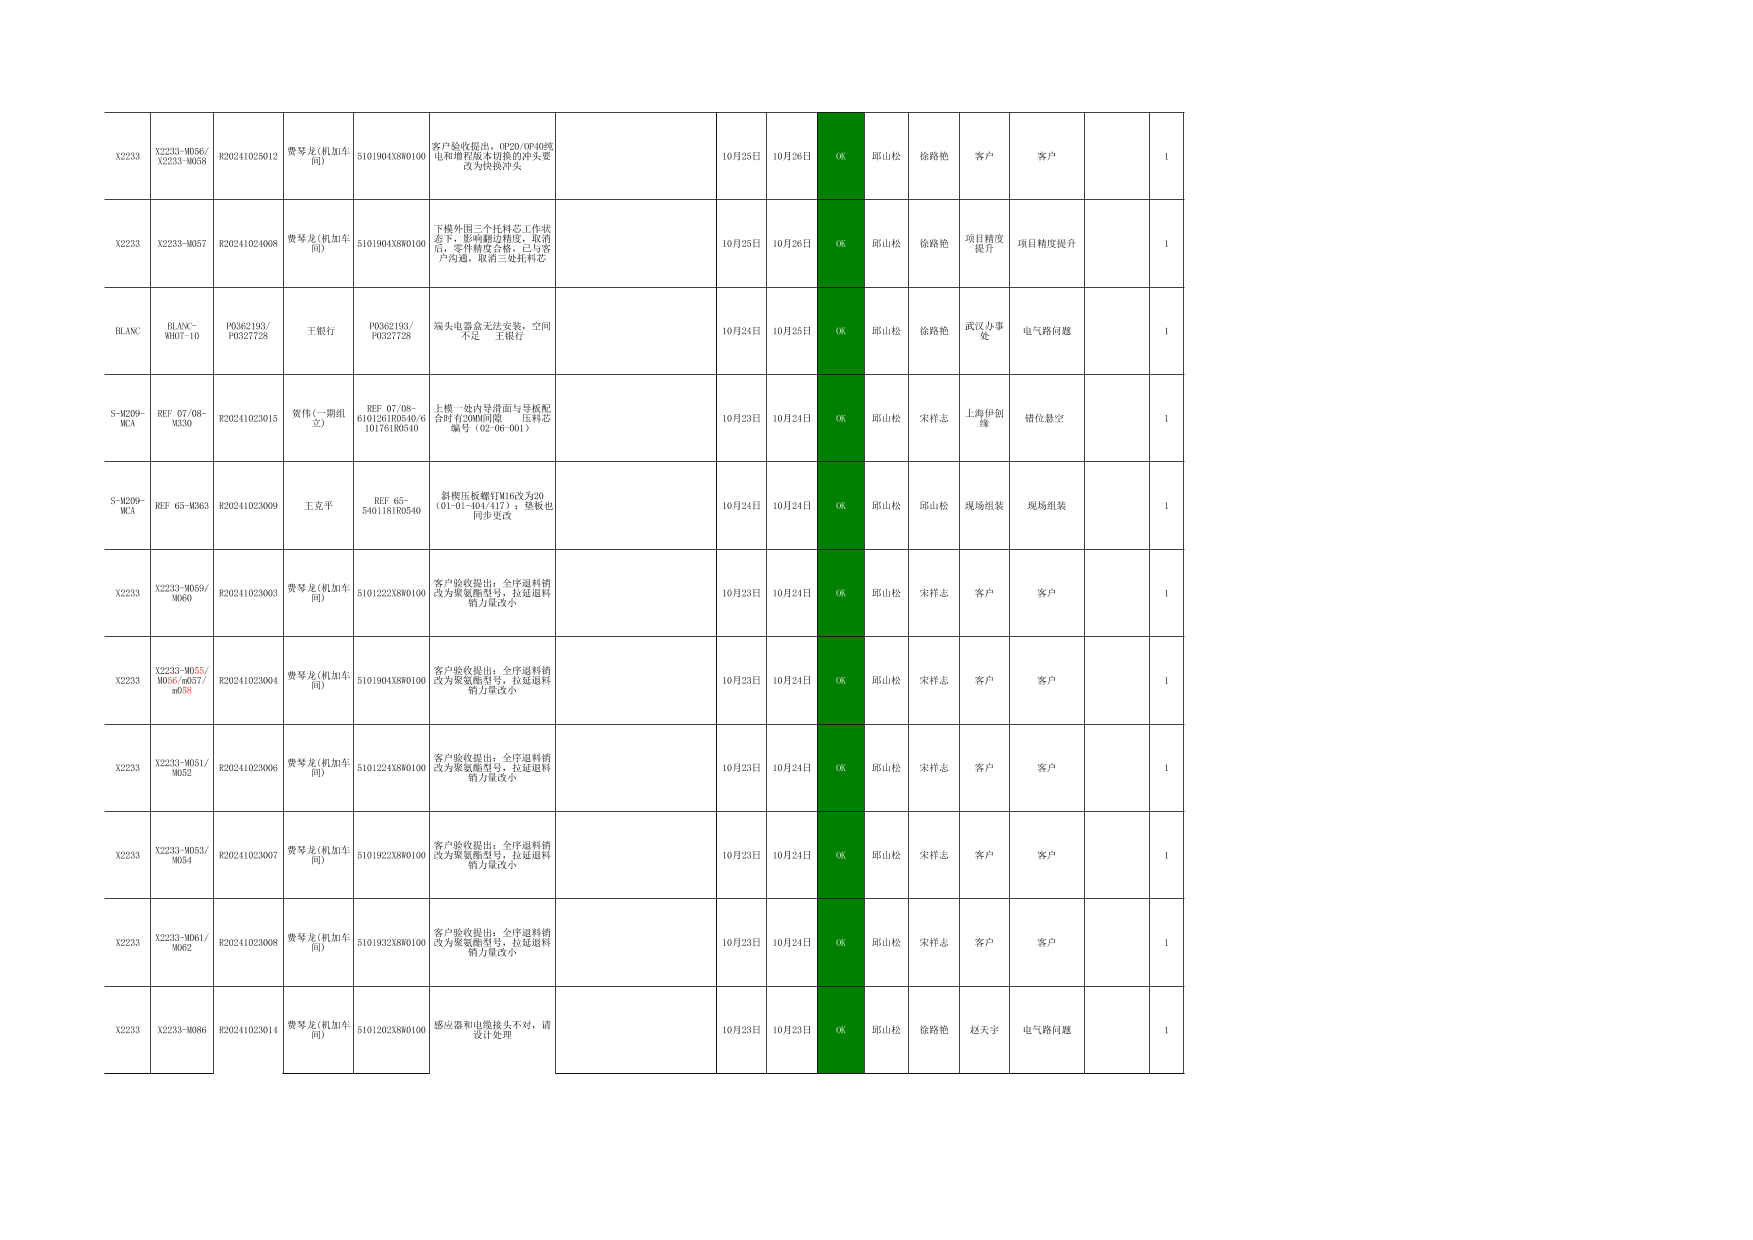 X2233 X2233-M056/X2233-M058 R20241025012 费琴龙(机加车间) 5101904X8W0100 客户验收提出，OP20/OP40纯电和增程版本切换的冲头要改为快换冲头 10月25日 10月26日 OK 邱山松 徐路艳 客户 客户 1
X2233 X2233-M057 R20241024008 费琴龙(机加车间) 5101904X8W0100 下模外围三个托料芯工作状态下，影响翻边精度，取消后，零件精度合格，已与客户沟通，取消三处托料芯 10月25日 10月26日 OK 邱山松 徐路艳 项目精度提升 项目精度提升 1
BLANC BLANC-WHOT-10 P0362193/P0327728 王银行 P0362193/P0327728 端头电器盒无法安装，空间不足 王银行 10月24日 10月25日 OK 邱山松 徐路艳 武汉办事处 电气路问题 1
S-M209-MCA REF 07/08-M330 R20241023015 贺伟(一期组立) REF 07/08-6101261R0540/6101761R0540 上模一处内导滑面与导板配合时有20MM间隙 压料芯编号（02-06-001） 10月23日 10月24日 OK 邱山松 宋祥志 上海伊创缘 错位悬空 1
S-M209-MCA REF 65-M363 R20241023009 王克平 REF 65-5401181R0540 斜楔压板螺钉M16改为20（01-01-404/417）；垫板也同步更改 10月24日 10月24日 OK 邱山松 邱山松 现场组装 现场组装 1
X2233 X2233-M059/M060 R20241023003 费琴龙(机加车间) 5101222X8W0100 客户验收提出：全序退料销改为聚氨酯型号，拉延退料销力量改小 10月23日 10月24日 OK 邱山松 宋祥志 客户 客户 1
X2233 X2233-M055/M056/m057/m058 R20241023004 费琴龙(机加车间) 5101904X8W0100 客户验收提出：全序退料销改为聚氨酯型号，拉延退料销力量改小 10月23日 10月24日 OK 邱山松 宋祥志 客户 客户 1
X2233 X2233-M051/M052 R20241023006 费琴龙(机加车间) 5101224X8W0100 客户验收提出：全序退料销改为聚氨酯型号，拉延退料销力量改小 10月23日 10月24日 OK 邱山松 宋祥志 客户 客户 1
X2233 X2233-M053/M054 R20241023007 费琴龙(机加车间) 5101922X8W0100 客户验收提出：全序退料销改为聚氨酯型号，拉延退料销力量改小 10月23日 10月24日 OK 邱山松 宋祥志 客户 客户 1
X2233 X2233-M061/M062 R20241023008 费琴龙(机加车间) 5101932X8W0100 客户验收提出：全序退料销改为聚氨酯型号，拉延退料销力量改小 10月23日 10月24日 OK 邱山松 宋祥志 客户 客户 1
X2233 X2233-M086 R20241023014 费琴龙(机加车间) 5101202X8W0100 感应器和电缆接头不对，请设计处理 10月23日 10月23日 OK 邱山松 徐路艳 赵天宇 电气路问题 1